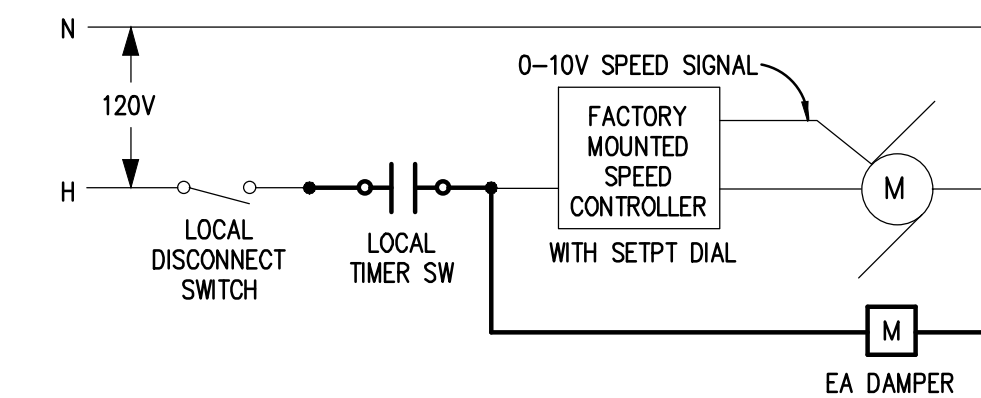 N
0-10V SPEED SIGNAL
120V
FACTORY
MOUNTED
SPEED
CONTROLLER
H
M
LOCAL
DISCONNECT
SWITCH
LOCAL
TIMER SW
WITH SETPT DIAL
M
EA DAMPER